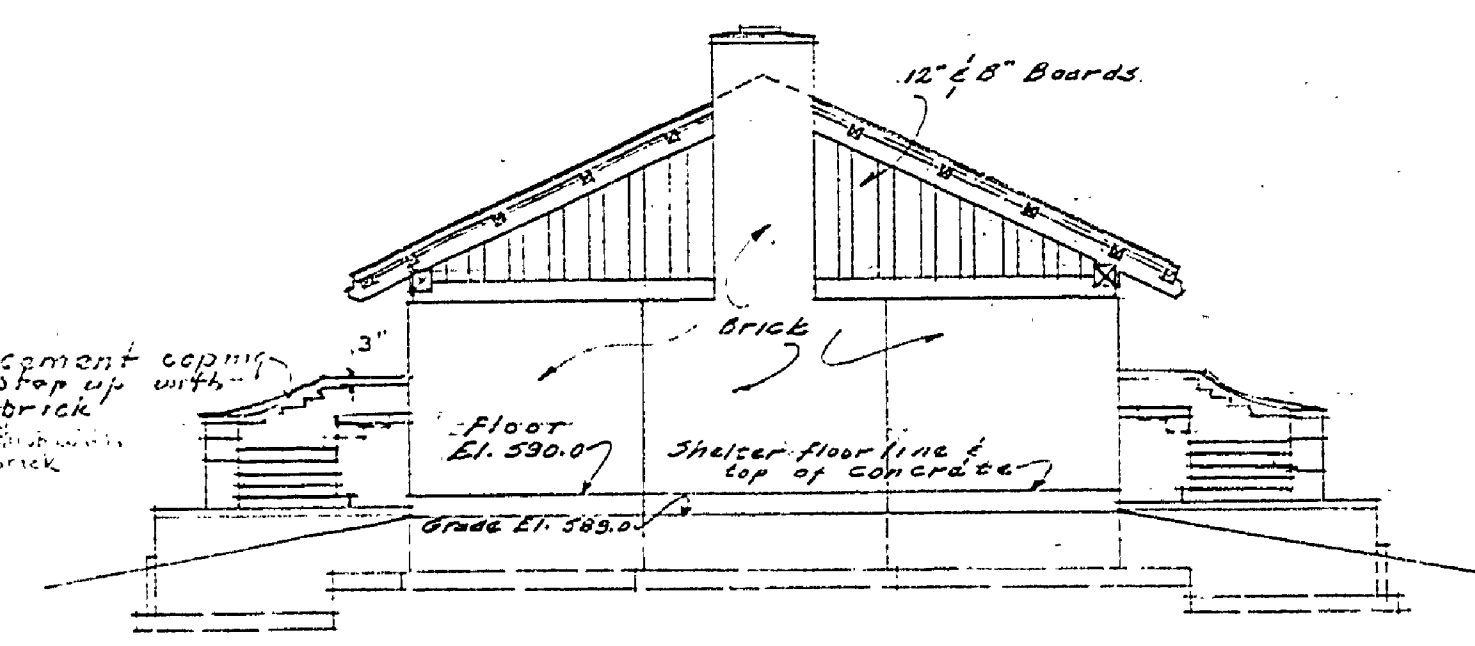 12" & 8" Boards.
Brick
3"
cement coping
step up with
brick
brick
Floor
El. 590.0
Shelter floor line &
top of concrete
Grade El. 589.0